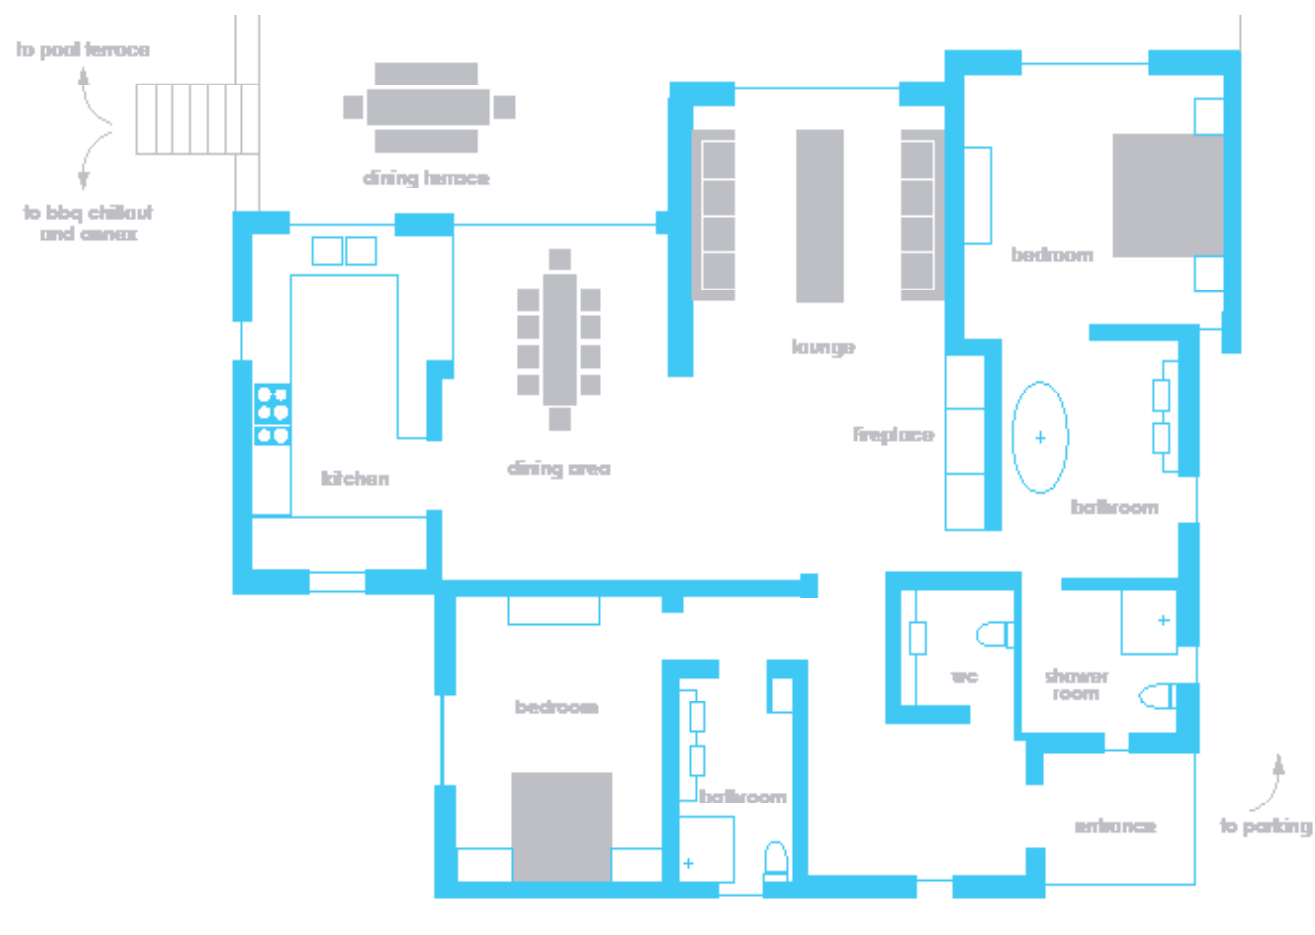 to pool terrace
dining terrace
to bbq chillout
and annex
bedroom
lounge
fireplace
dining area
kitchen
bathroom
wc
shower
room
bedroom
bathroom
entrance
to parking